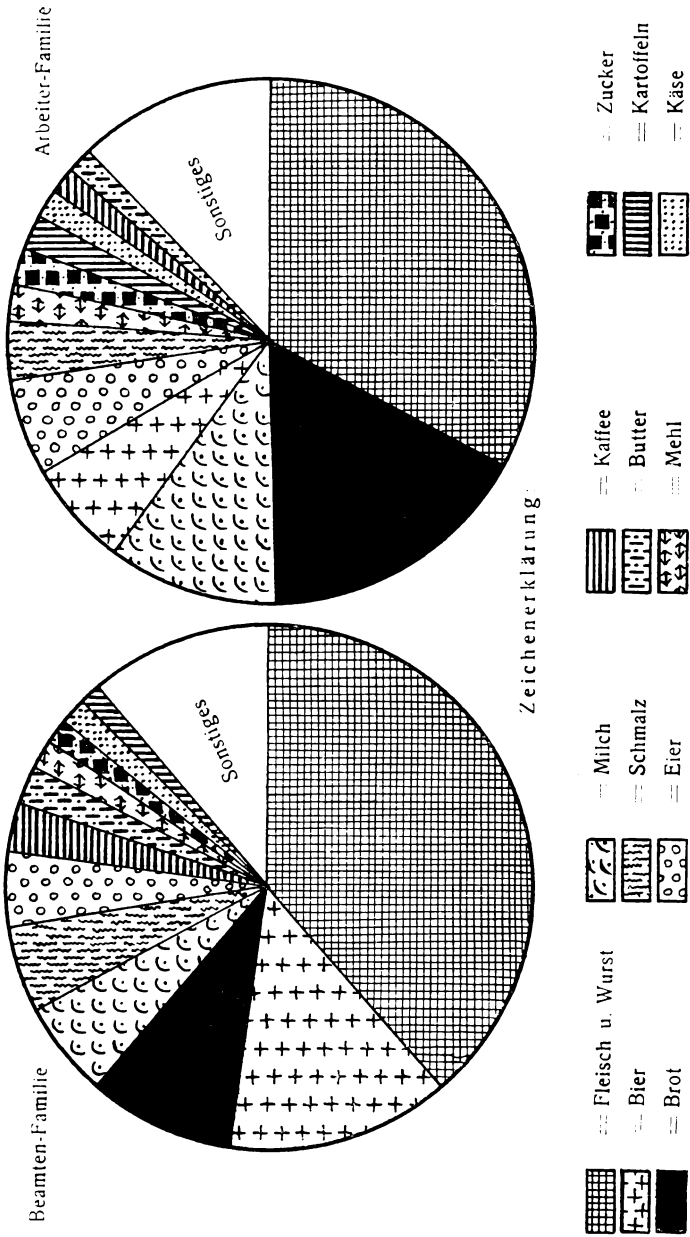 Beamten-Familie
Arbeiter-Familie
Sonstiges
Sonstiges
Zeichenerklärung:
= Fleisch u. Wurst
= Bier
= Brot
= Milch
= Schmalz
= Eier
= Kaffee
= Butter
= Mehl
= Zucker
= Kartoffeln
= Käse